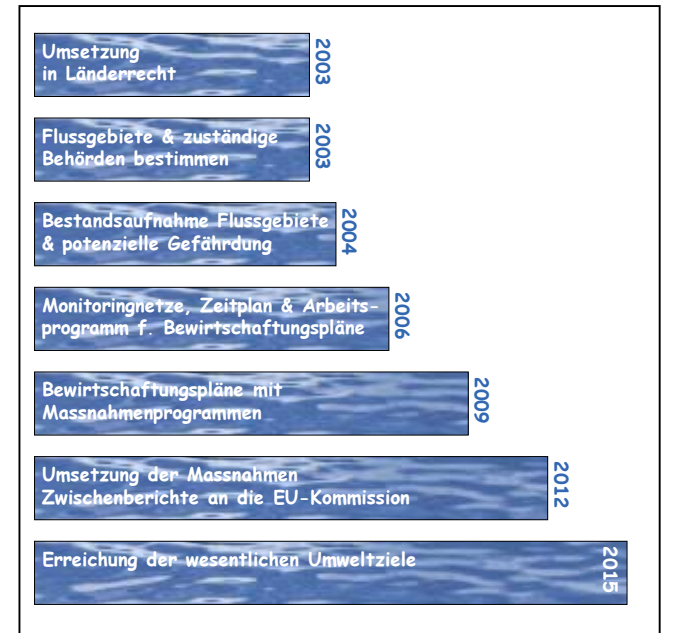 Umsetzung
in Länderrecht
2003
Flussgebiete & zuständige
Behörden bestimmen
2003
Bestandsaufnahme Flussgebiete
& potenzielle Gefährdung
2004
Monitoringnetze, Zeitplan & Arbeits-
programm f. Bewirtschaftungspläne
2006
Bewirtschaftungspläne mit
Massnahmenprogrammen
2009
Umsetzung der Massnahmen
Zwischenberichte an die EU-Kommission
2012
Erreichung der wesentlichen Umweltziele
2015